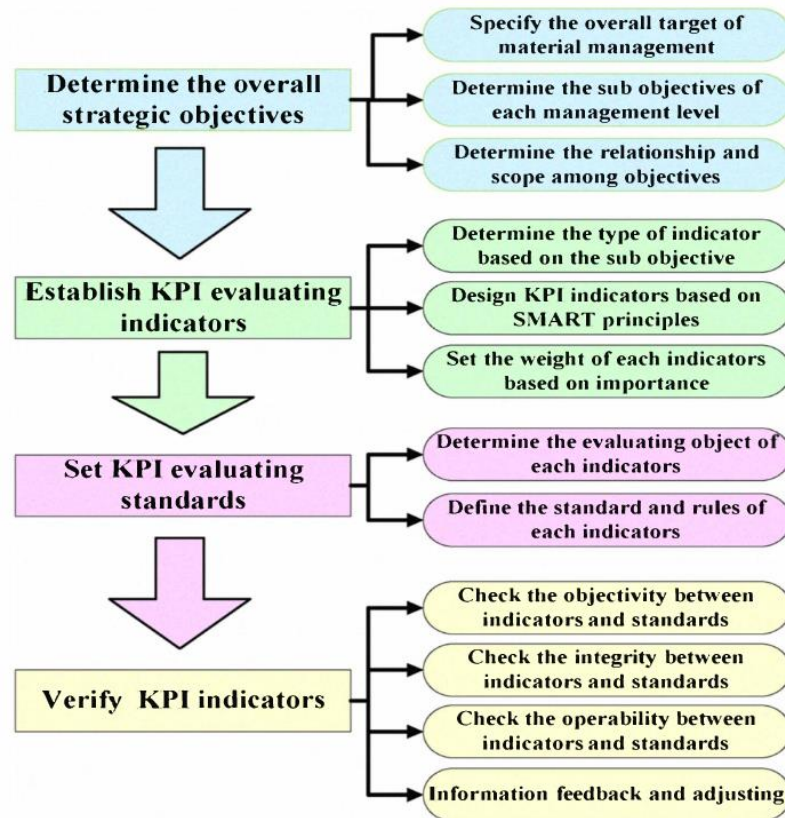 Specify the overall target of
material management
Determine the overall
strategic objectives
Determine the sub objectives of
each management level
Determine the relationship and
scope among objectives
Determine the type of indicator
based on the sub objective
Establish KPI evaluating
indicators
Design KPI indicators based on
SMART principles
Set the weight of each indicators
based on importance
Determine the evaluating object of
each indicators
Set KPI evaluating
standards
Define the standard and rules of
each indicators
Check the objectivity between
indicators and standards
Check the integrity between
indicators and standards
Verify KPI indicators
Check the operability between
indicators and standards
Information feedback and adjusting